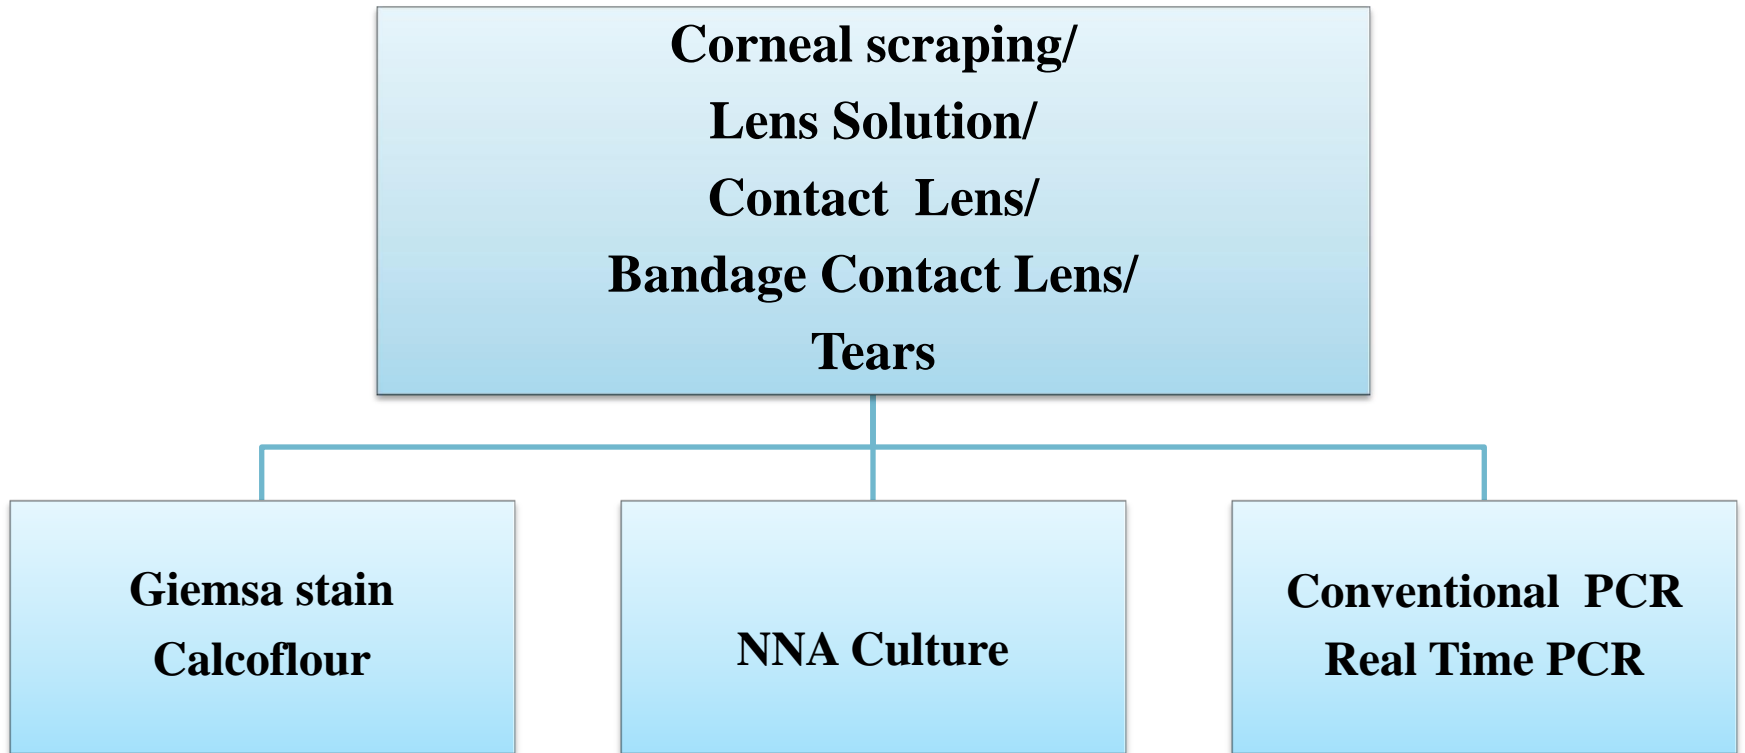 Corneal scraping/
Lens Solution/
Contact Lens/
Bandage Contact Lens/
Tears
Giemsa stain
Calcoflour
NNA Culture
Conventional PCR
Real Time PCR